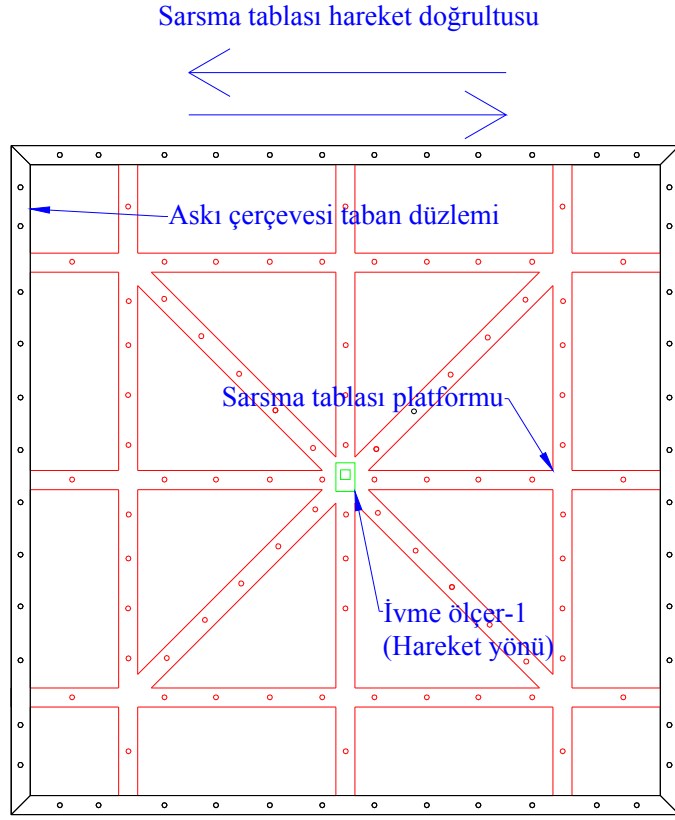 Sarsma tablası hareket doğrultusu
Askı çerçevesi taban düzlemi
Sarsma tablası platformu
İvme ölçer-1
(Hareket yönü)